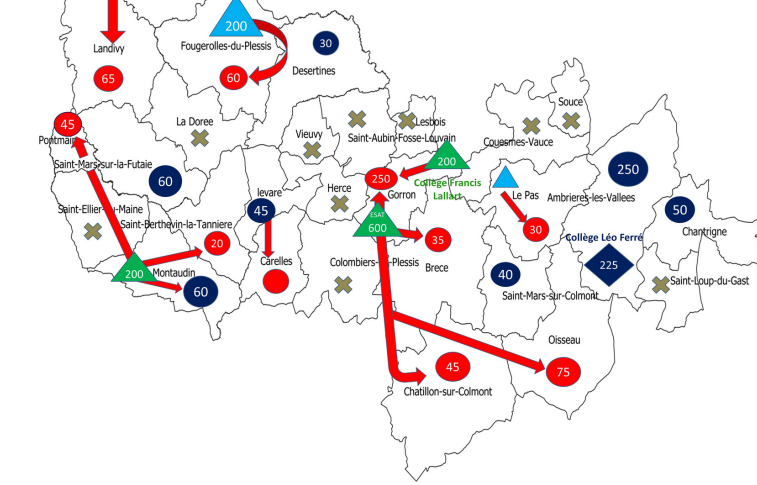 200
Landivy
Fougerolles-du-Plessis
30
Desertines
65
60
Souce
45
La Doree
Lesbois
Vieuvy
Saint-Aubin-Fosse-Louvain
Couesmes-Vauce
Pontmain
200
Saint-Mars-sur-la-Futaie
250
60
250
Collège Francis
Lallart
levare
Herce
Gorron
Le Pas
Ambrieres-les-Vallees
45
50
Saint-Ellier-du-Maine
ESAT
600
Saint-Berthevin-la-Tanniere
30
Chantrigne
20
35
Collège Léo Ferré
Carelles
Colombiers-du-Plessis
Brece
225
200
Montaudin
40
Saint-Loup-du-Gast
60
Saint-Mars-sur-Colmont
Oisseau
45
75
Chatillon-sur-Colmont